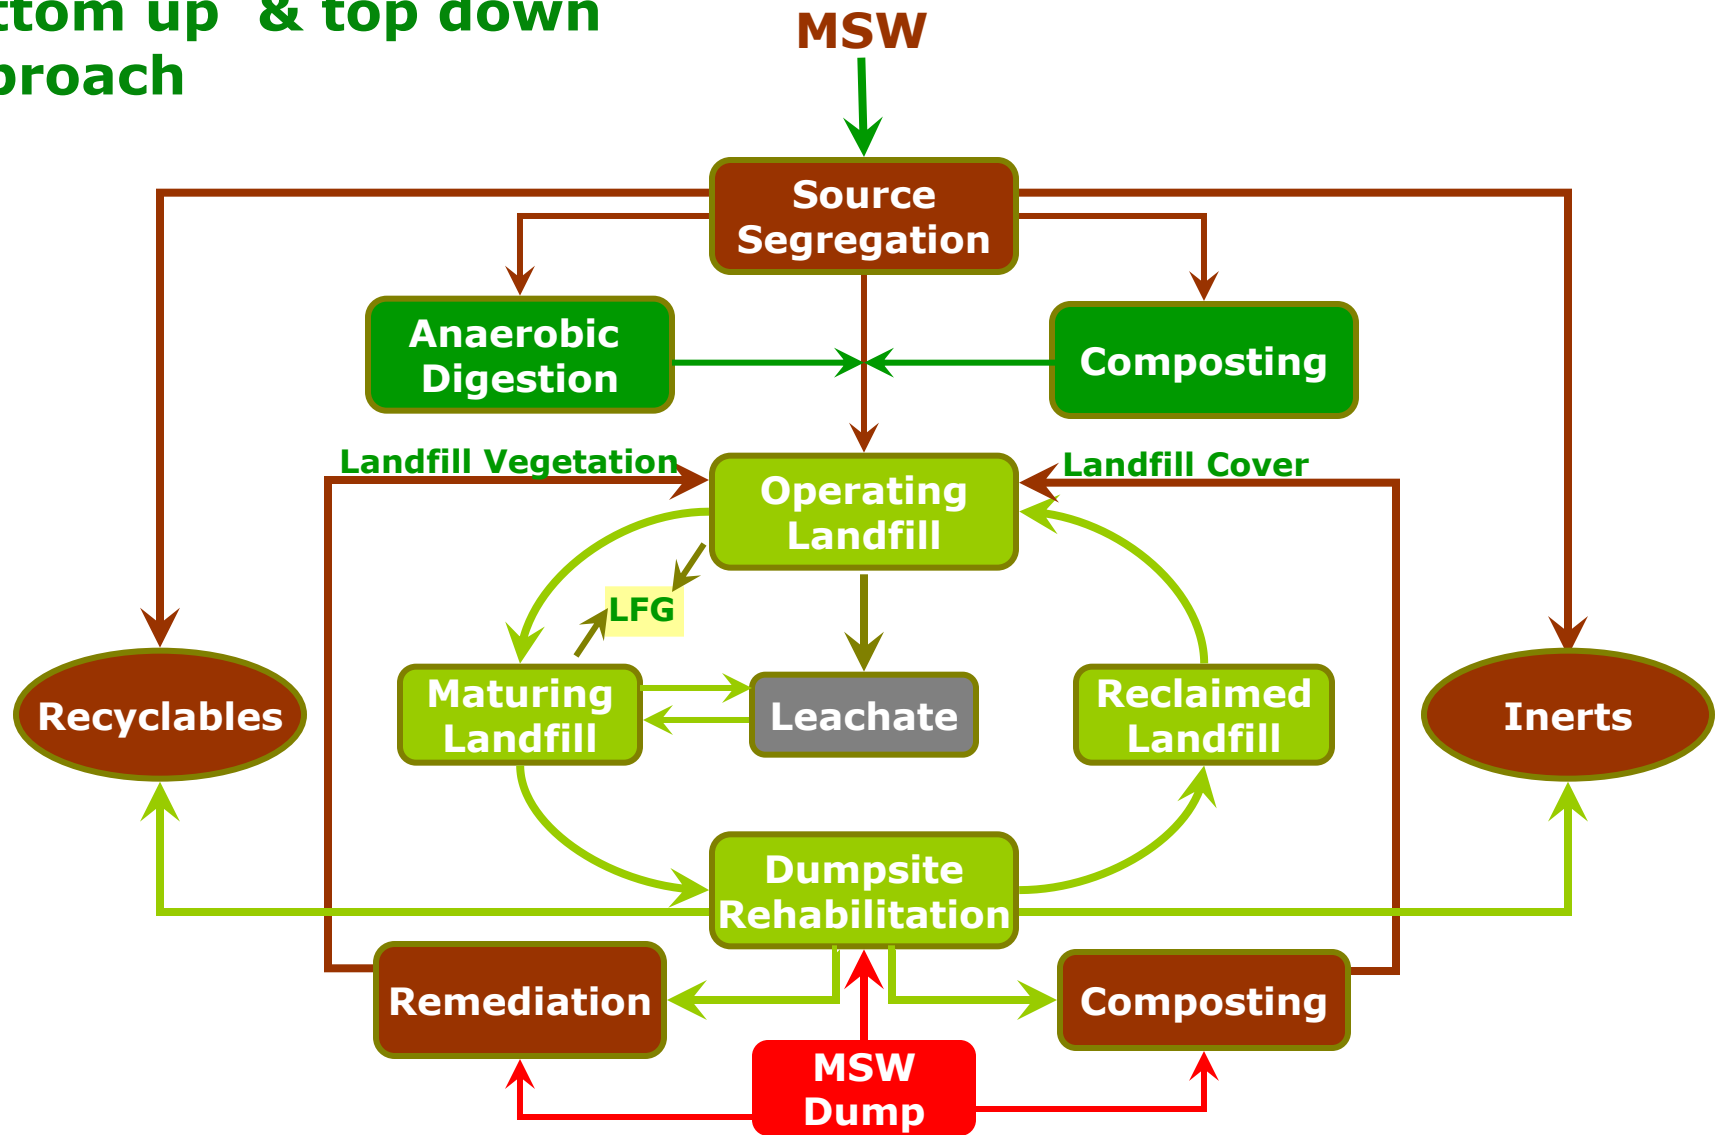 ttom up & top down
proach
MSW
Source
Segregation
Anaerobic
Digestion
Composting
Landfill Vegetation
Landfill Cover
Operating
Landfill
LFG
Recyclables
Maturing
Landfill
Leachate
Reclaimed
Landfill
Inerts
Dumpsite
Rehabilitation
Remediation
Composting
MSW
Dump